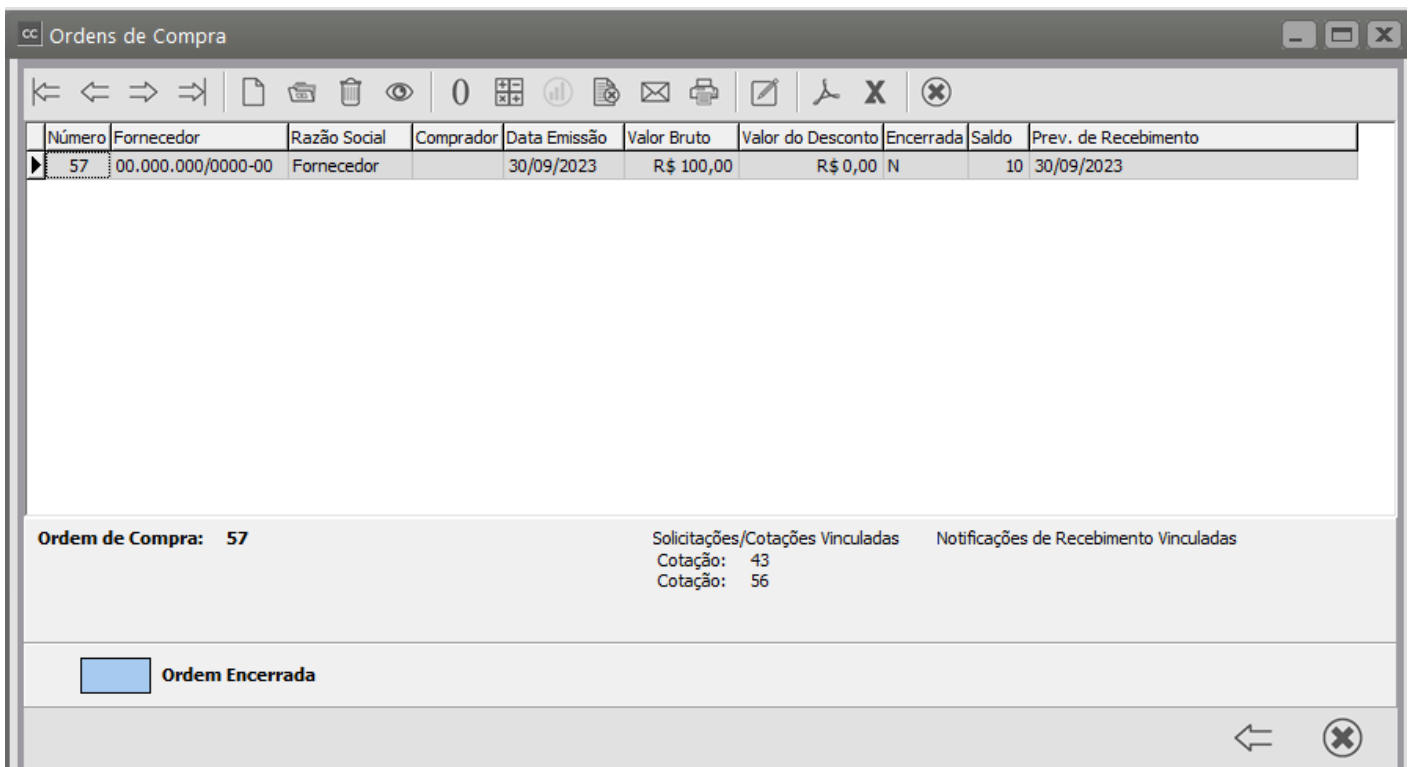 cc Ordens de Compra
0 X
Número Fornecedor Razão Social Comprador Data Emissão Valor Bruto Valor do Desconto Encerrada Saldo Prev. de Recebimento
57 00.000.000/0000-00 Fornecedor 30/09/2023 R$ 100,00 R$ 0,00 N 10 30/09/2023
Ordem de Compra: 57 Solicitações/Cotações Vinculadas Notificações de Recebimento Vinculadas
Cotação: 43
Cotação: 56
Ordem Encerrada